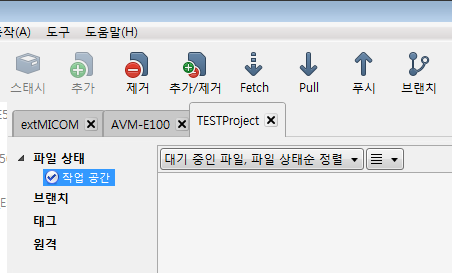 동작(A) 도구 도움말(H)
스태시 추가 제거 추가/제거 Fetch Pull 푸시 브랜치
extMICOM AVM-E100 TESTProject
파일 상태
대기 중인 파일, 파일 상태순 정렬
작업 공간
브랜치
태그
원격